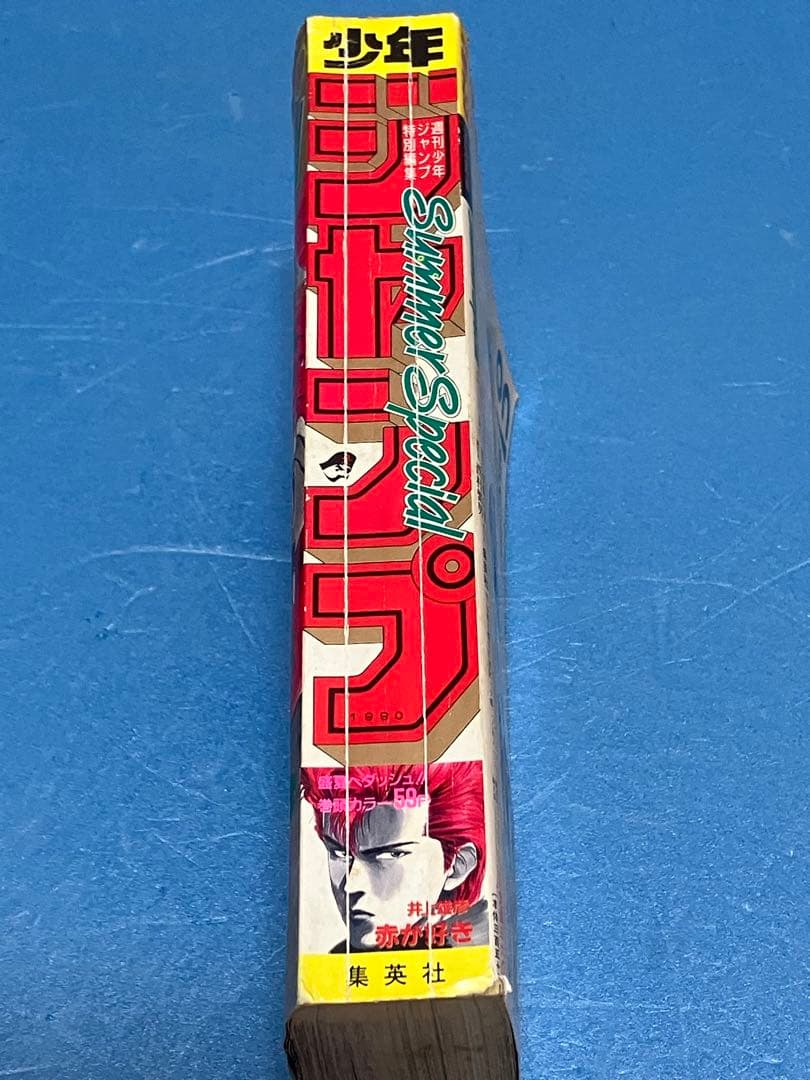 少年
ジャンプ
週刊少年
ジャンプ
特別編集
Summer Special
1990
盛夏へダッシュ!!
巻頭カラー59P
井上雄彦
赤が好き
集英社